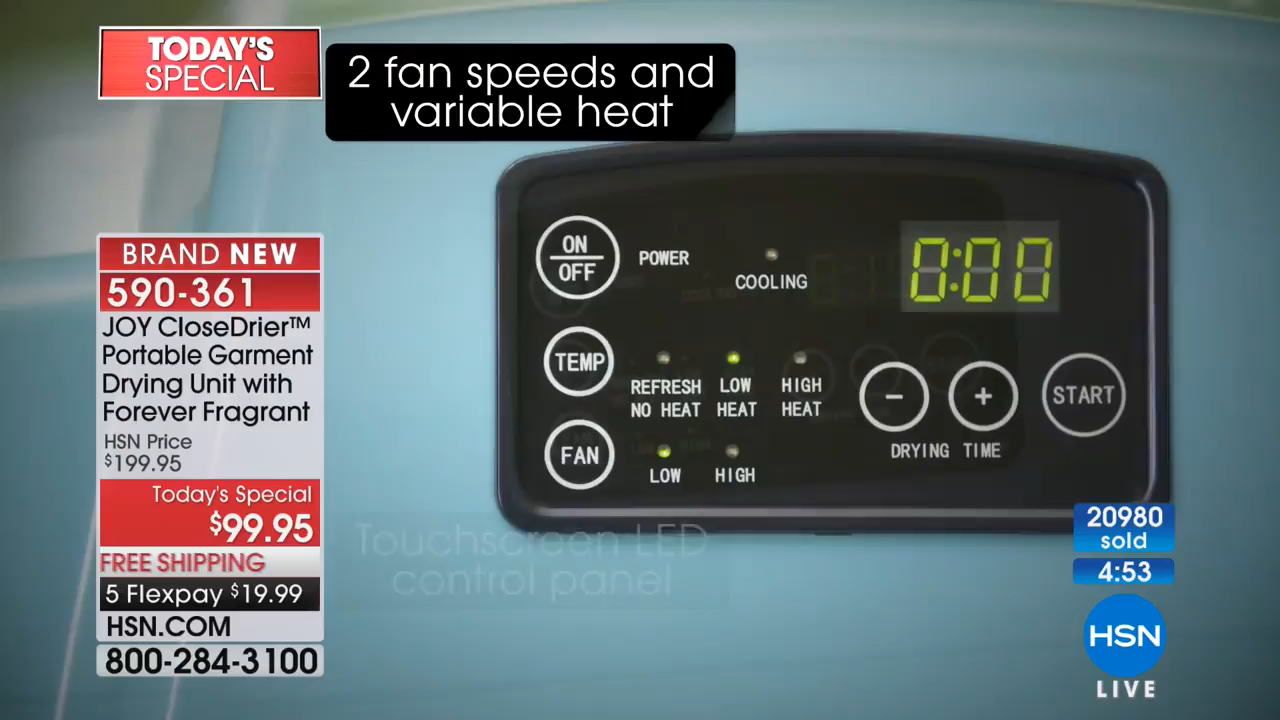 TODAY'S
SPECIAL
2 fan speeds and
variable heat
BRAND NEW
590-361
JOY CloseDrier™
Portable Garment
Drying Unit with
Forever Fragrant
HSN Price
$199.95
Today's Special
$99.95
FREE SHIPPING
5 Flexpay $19.99
HSN.COM
800-284-3100
ON
OFF
POWER
COOLING
0:00
TEMP
REFRESH
NO HEAT
LOW
HEAT
HIGH
HEAT
-
+
START
DRYING TIME
FAN
LOW
HIGH
Touchscreen LED
control panel
20980
sold
4:53
HSN
LIVE